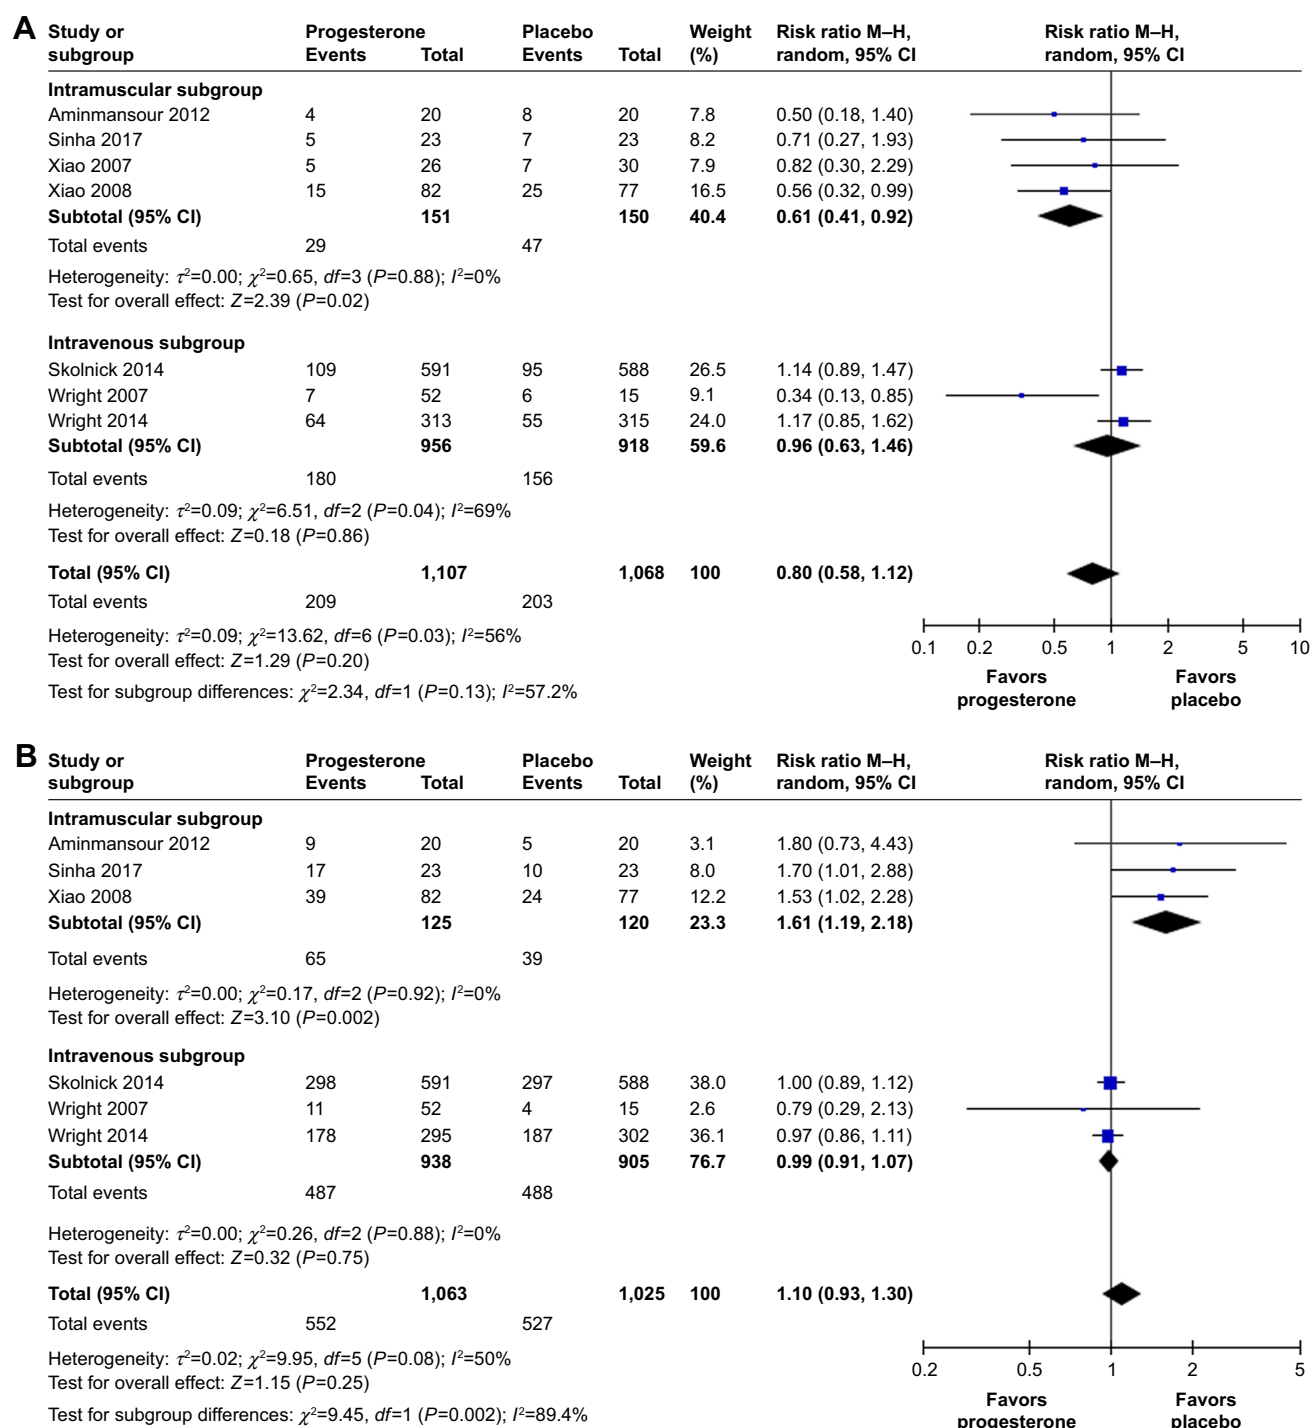 A Study or Progesterone Placebo Weight Risk ratio M–H, Risk ratio M–H,
subgroup Events Total Events Total (%) random, 95% CI random, 95% CI
Intramuscular subgroup
Aminmansour 2012 4 20 8 20 7.8 0.50 (0.18, 1.40)
Sinha 2017 5 23 7 23 8.2 0.71 (0.27, 1.93)
Xiao 2007 5 26 7 30 7.9 0.82 (0.30, 2.29)
Xiao 2008 15 82 25 77 16.5 0.56 (0.32, 0.99)
Subtotal (95% CI) 151 150 40.4 0.61 (0.41, 0.92)
Total events 29 47
Heterogeneity: τ²=0.00; χ²=0.65, df=3 (P=0.88); I²=0%
Test for overall effect: Z=2.39 (P=0.02)
Intravenous subgroup
Skolnick 2014 109 591 95 588 26.5 1.14 (0.89, 1.47)
Wright 2007 7 52 6 15 9.1 0.34 (0.13, 0.85)
Wright 2014 64 313 55 315 24.0 1.17 (0.85, 1.62)
Subtotal (95% CI) 956 918 59.6 0.96 (0.63, 1.46)
Total events 180 156
Heterogeneity: τ²=0.09; χ²=6.51, df=2 (P=0.04); I²=69%
Test for overall effect: Z=0.18 (P=0.86)
Total (95% CI) 1,107 1,068 100 0.80 (0.58, 1.12)
Total events 209 203
Heterogeneity: τ²=0.09; χ²=13.62, df=6 (P=0.03); I²=56%
Test for overall effect: Z=1.29 (P=0.20)
Test for subgroup differences: χ²=2.34, df=1 (P=0.13); I²=57.2%
0.1 0.2 0.5 1 2 5 10
Favors Favors
progesterone placebo
B Study or Progesterone Placebo Weight Risk ratio M–H, Risk ratio M–H,
subgroup Events Total Events Total (%) random, 95% CI random, 95% CI
Intramuscular subgroup
Aminmansour 2012 9 20 5 20 3.1 1.80 (0.73, 4.43)
Sinha 2017 17 23 10 23 8.0 1.70 (1.01, 2.88)
Xiao 2008 39 82 24 77 12.2 1.53 (1.02, 2.28)
Subtotal (95% CI) 125 120 23.3 1.61 (1.19, 2.18)
Total events 65 39
Heterogeneity: τ²=0.00; χ²=0.17, df=2 (P=0.92); I²=0%
Test for overall effect: Z=3.10 (P=0.002)
Intravenous subgroup
Skolnick 2014 298 591 297 588 38.0 1.00 (0.89, 1.12)
Wright 2007 11 52 4 15 2.6 0.79 (0.29, 2.13)
Wright 2014 178 295 187 302 36.1 0.97 (0.86, 1.11)
Subtotal (95% CI) 938 905 76.7 0.99 (0.91, 1.07)
Total events 487 488
Heterogeneity: τ²=0.00; χ²=0.26, df=2 (P=0.88); I²=0%
Test for overall effect: Z=0.32 (P=0.75)
Total (95% CI) 1,063 1,025 100 1.10 (0.93, 1.30)
Total events 552 527
Heterogeneity: τ²=0.02; χ²=9.95, df=5 (P=0.08); I²=50%
Test for overall effect: Z=1.15 (P=0.25)
Test for subgroup differences: χ²=9.45, df=1 (P=0.002); I²=89.4%
0.2 0.5 1 2 5
Favors Favors
progesterone placebo